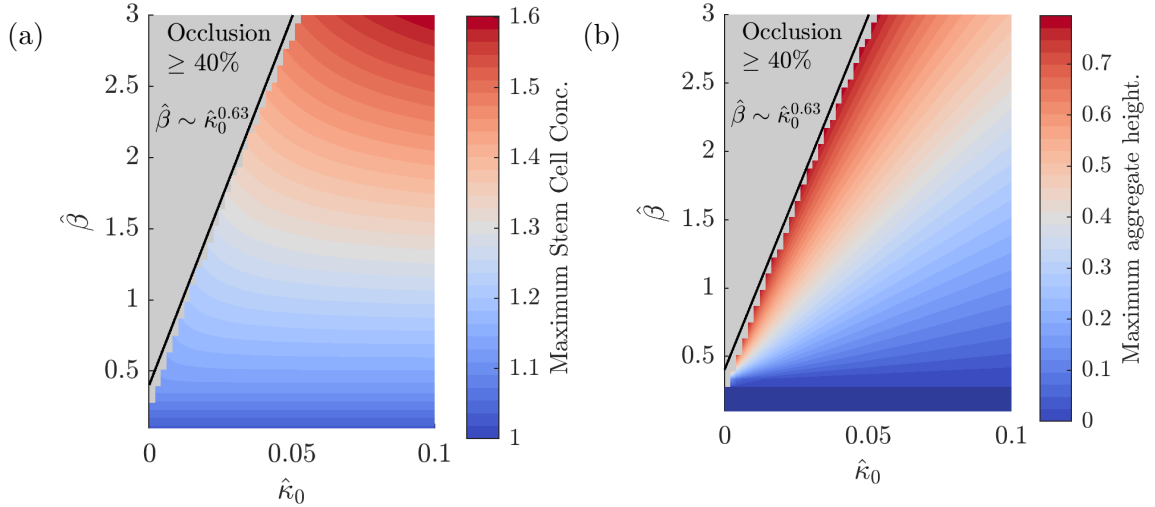 (a)
Occlusion
≥ 40%
β̂ ∼ κ̂₀^0.63
3
2.5
2
1.5
1
0.5
β̂
0
0.05
0.1
κ̂₀
1.6
1.5
1.4
1.3
1.2
1.1
1
Maximum Stem Cell Conc.
(b)
Occlusion
≥ 40%
β̂ ∼ κ̂₀^0.63
3
2.5
2
1.5
1
0.5
β̂
0
0.05
0.1
κ̂₀
0.7
0.6
0.5
0.4
0.3
0.2
0.1
0
Maximum aggregate height.